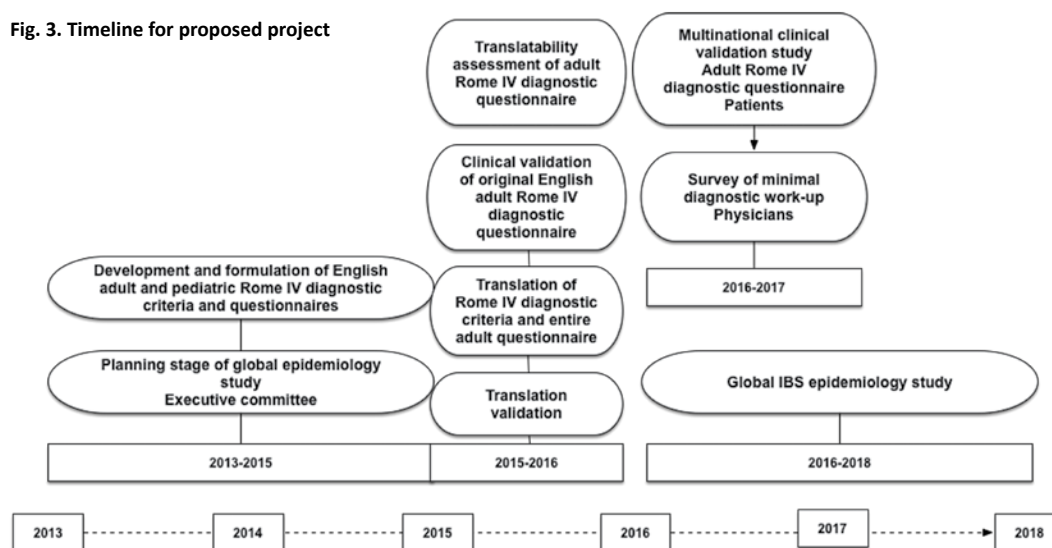 Fig. 3. Timeline for proposed project
Translatability
assessment of adult
Rome IV diagnostic
questionnaire
Multinational clinical
validation study
Adult Rome IV
diagnostic questionnaire
Patients
Clinical validation
of original English
adult Rome IV
diagnostic
questionnaire
Survey of minimal
diagnostic work-up
Physicians
Development and formulation of English
adult and pediatric Rome IV diagnostic
criteria and questionnaires
Translation of
Rome IV diagnostic
criteria and entire
adult questionnaire
2016-2017
Planning stage of global epidemiology
study
Executive committee
Translation
validation
Global IBS epidemiology study
2013-2015
2015-2016
2016-2018
2013
2014
2015
2016
2017
2018